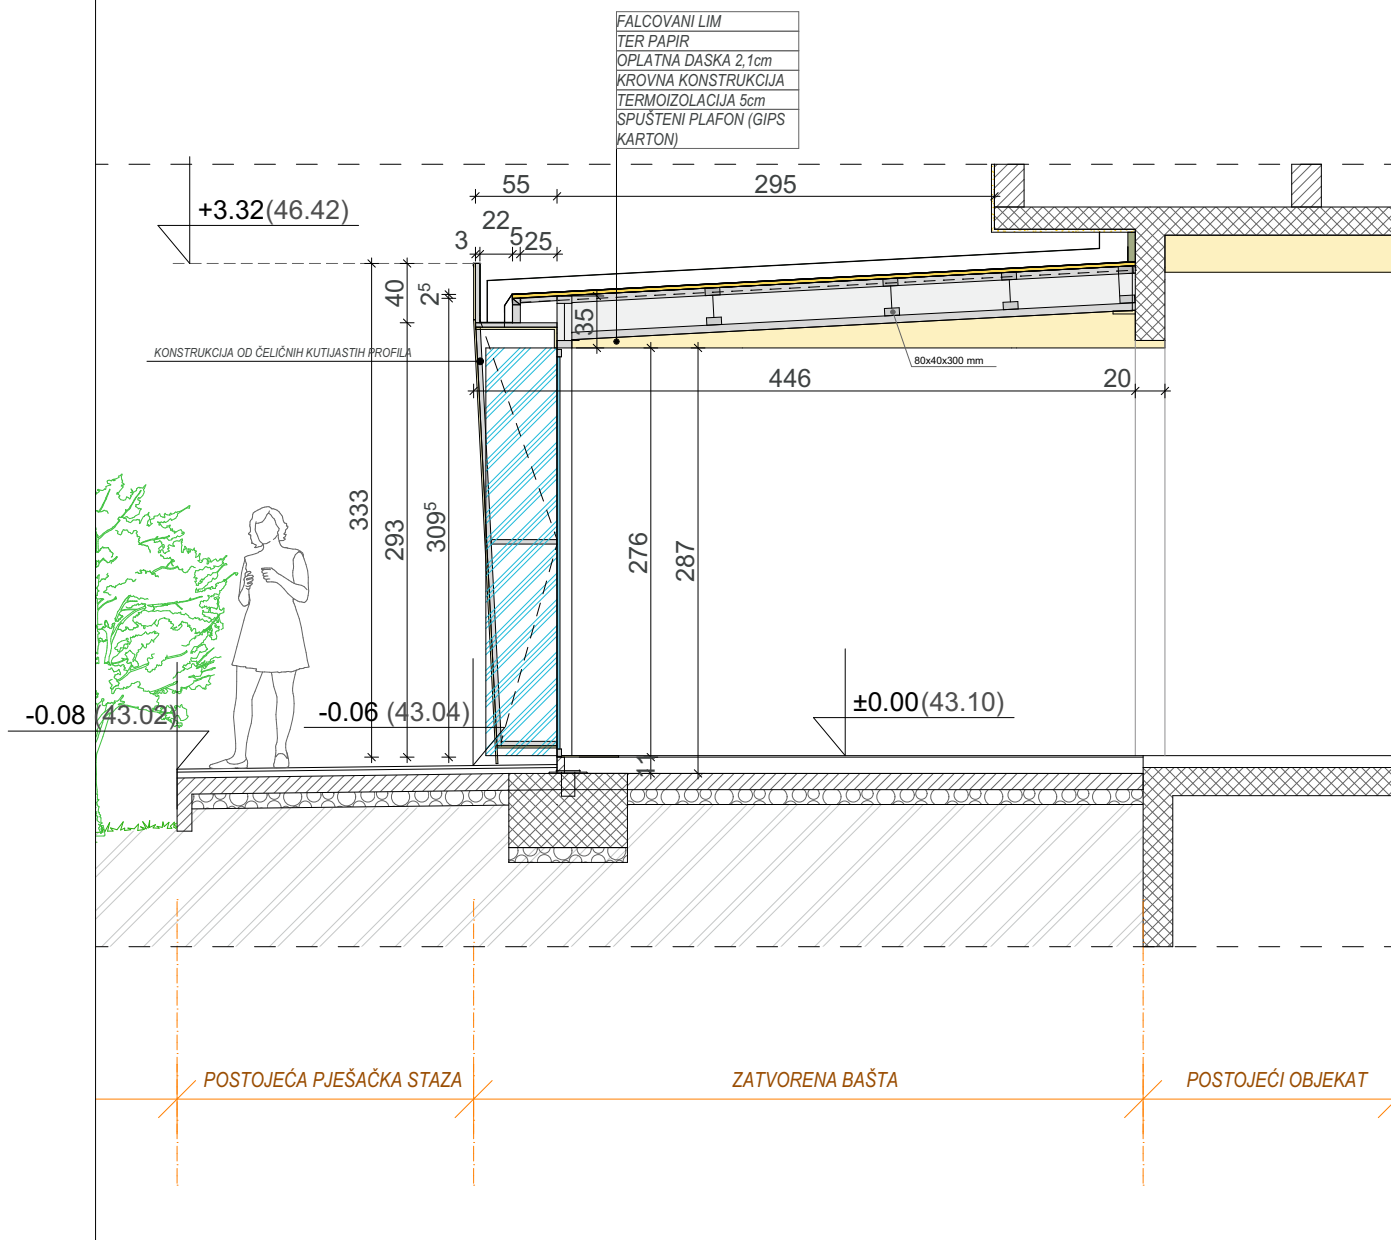 FALCOVANI LIM
TER PAPIR
OPLATNA DASKA 2,1cm
KROVNA KONSTRUKCIJA
TERMOIZOLACIJA 5cm
SPUŠTENI PLAFON (GIPS
KARTON)
55
295
+3.32(46.42)
22
3
5
25
40
2⁵
35
KONSTRUKCIJA OD ČELIČNIH KUTIJASTIH PROFILA
80x40x300 mm
446
20
333
293
309⁵
276
287
-0.08 (43.02)
-0.06 (43.04)
±0.00(43.10)
11
POSTOJEĆA PJEŠAČKA STAZA
ZATVORENA BAŠTA
POSTOJEĆI OBJEKAT